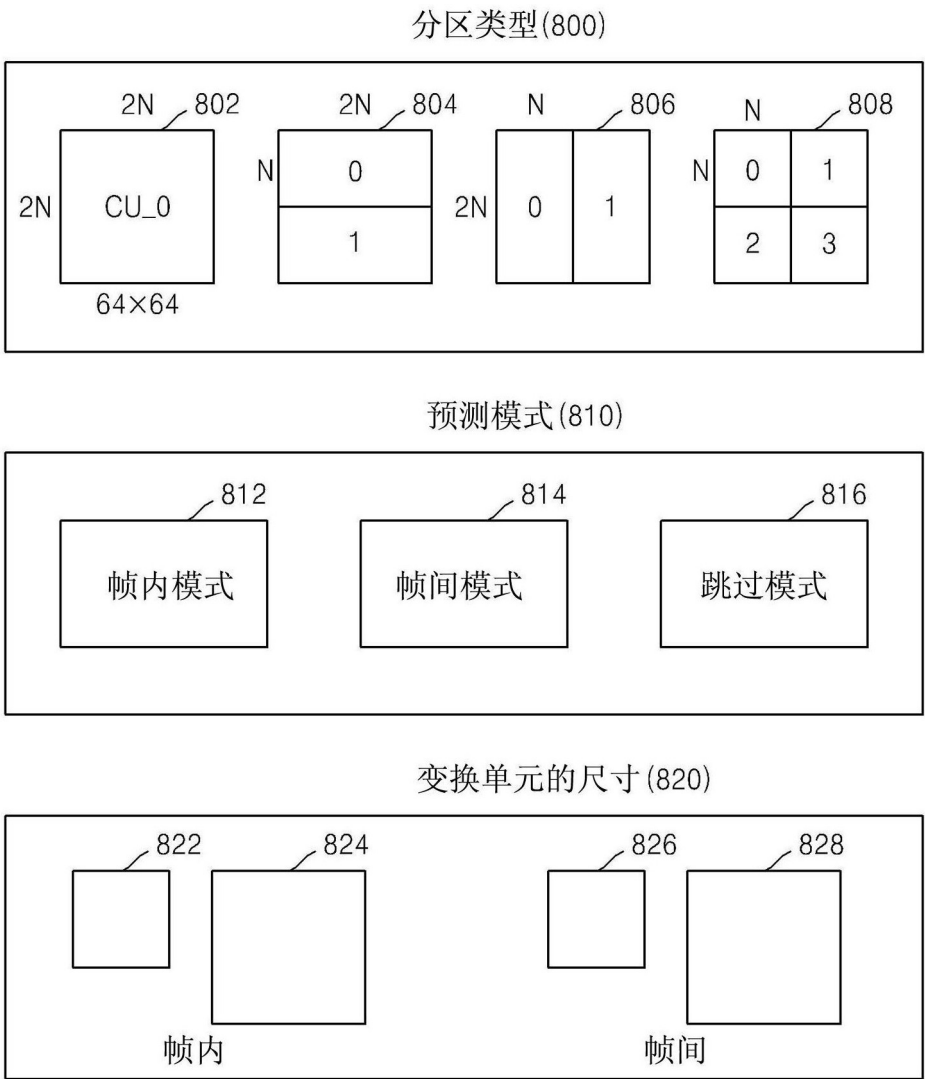 分区类型(800)
2N 802 2N 804 N 806 N 808
N 0 N 0 1
2N CU_0 2N 0 1
1 2 3
64×64
预测模式(810)
812 814 816
帧内模式 帧间模式 跳过模式
变换单元的尺寸(820)
822 824 826 828
帧内 帧间